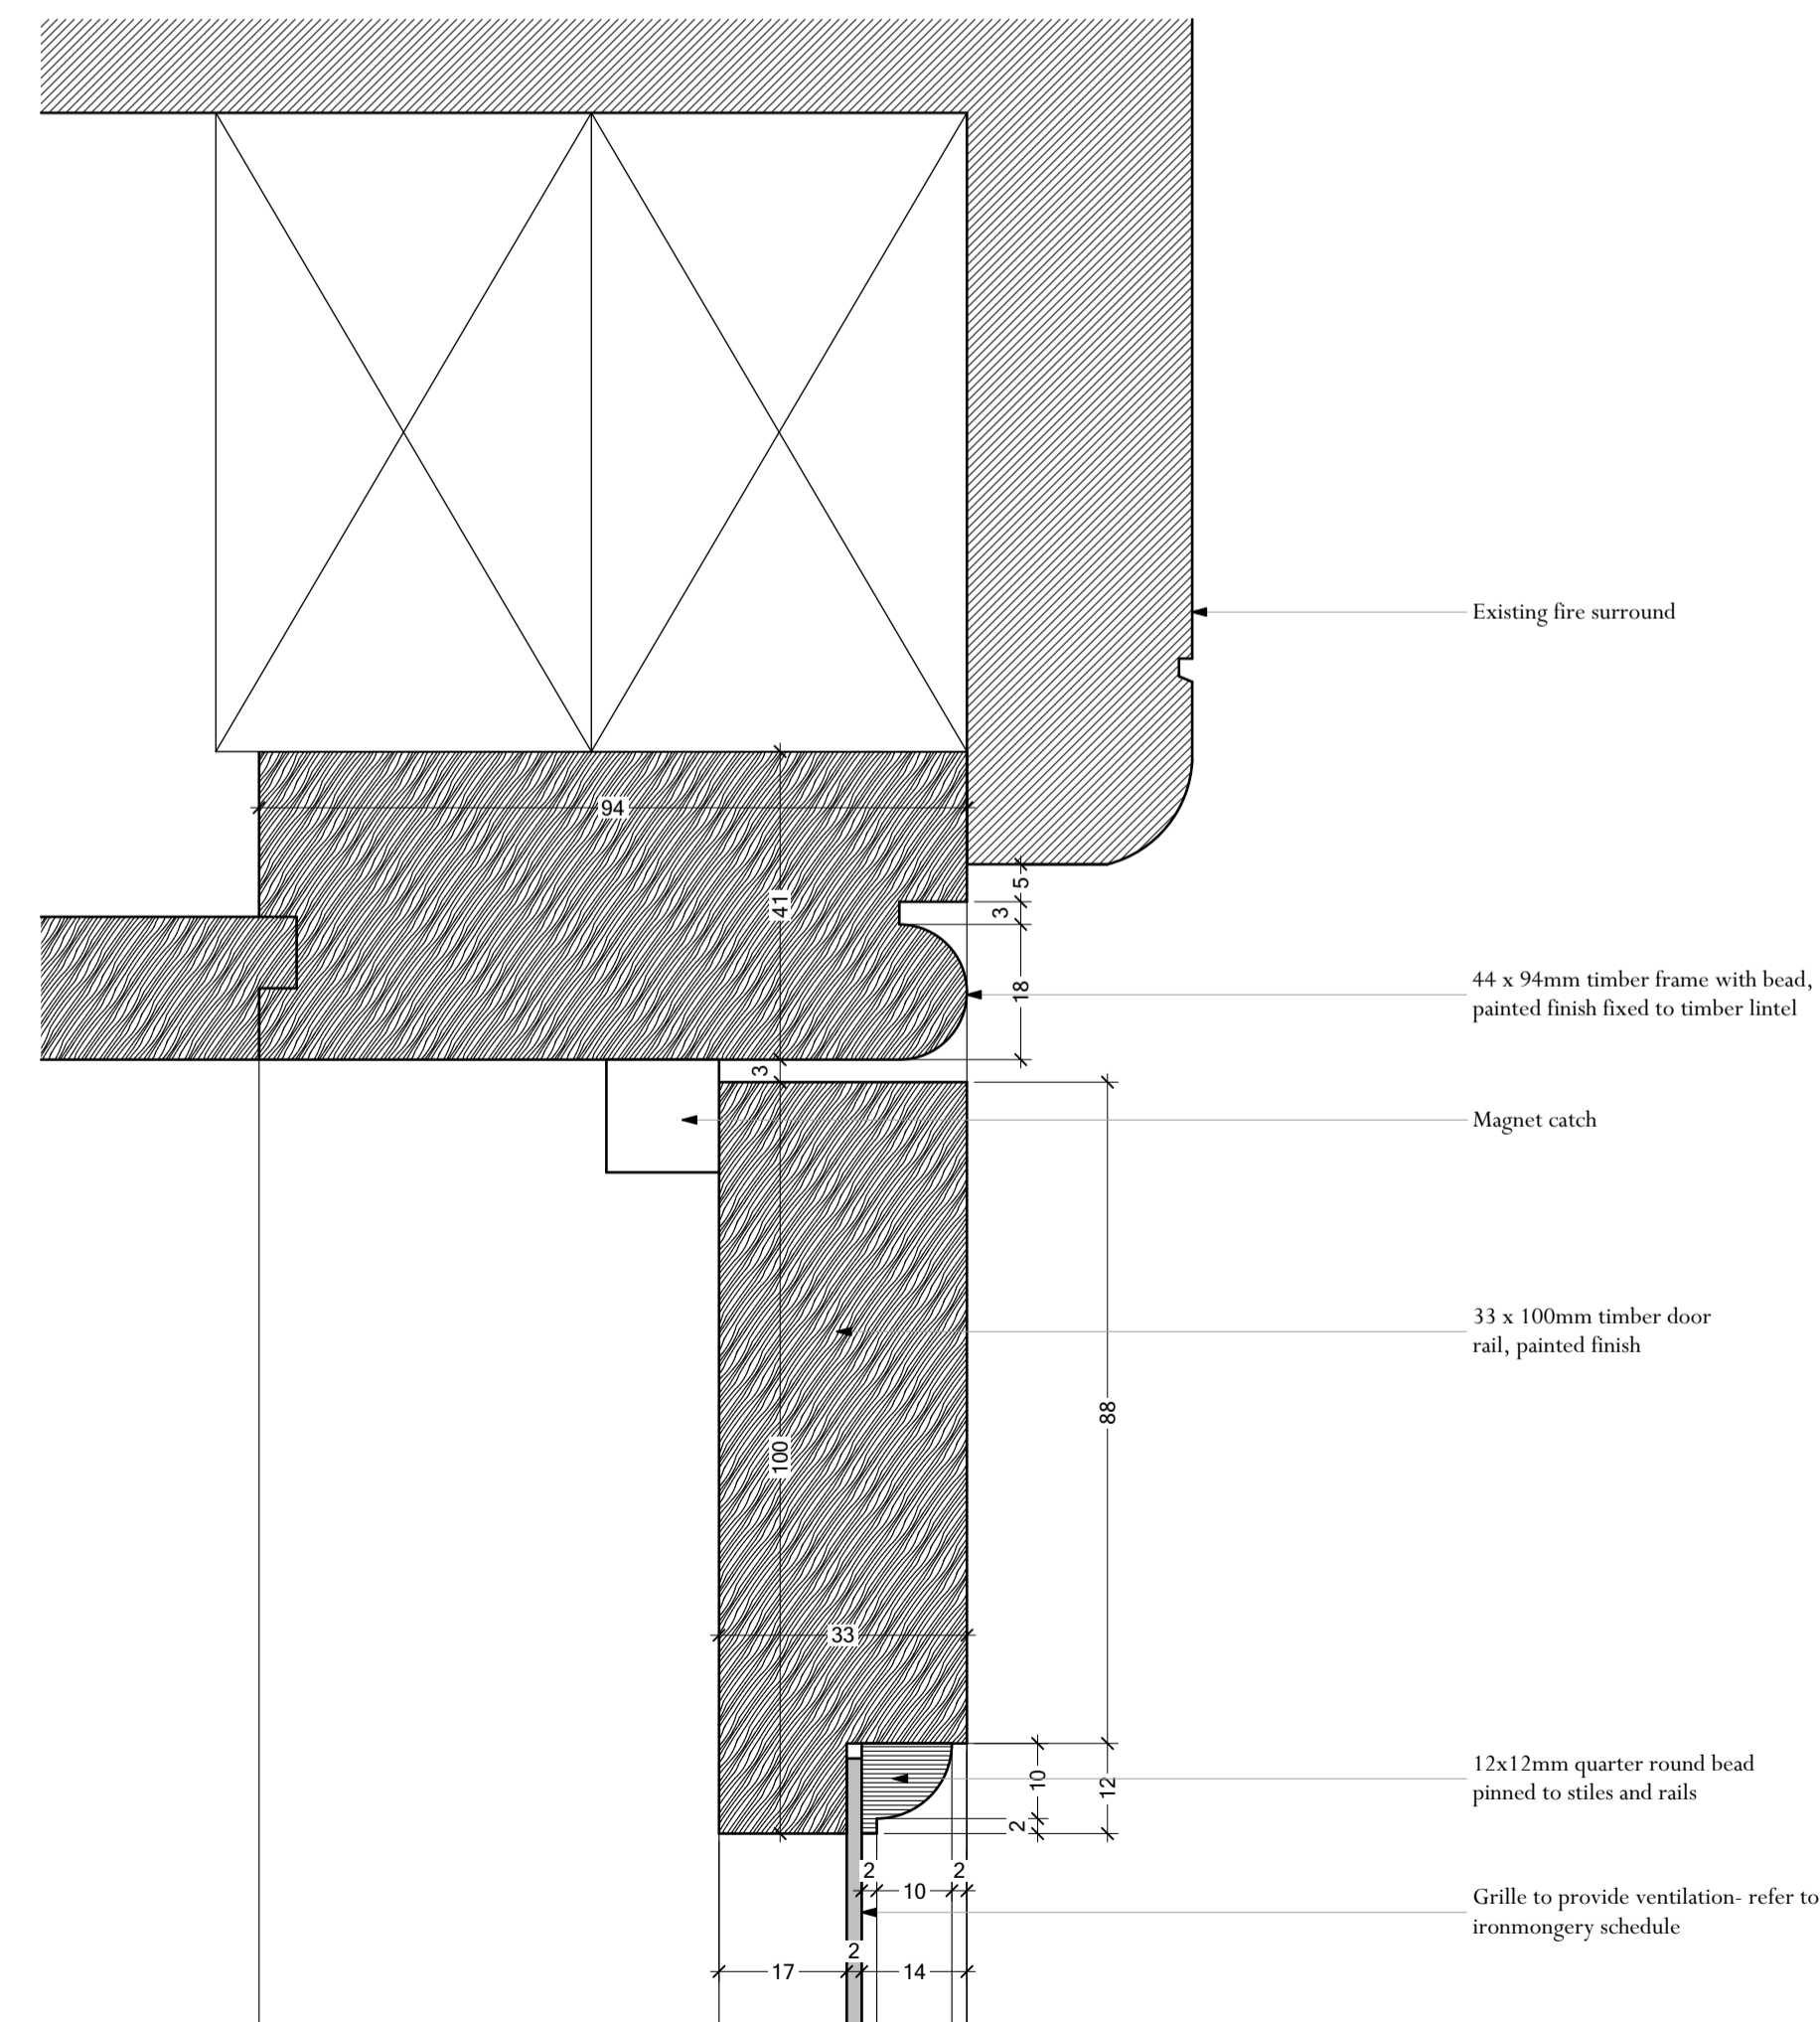 Existing fire surround
94
5
41
3
44 x 94mm timber frame with bead,
painted finish fixed to timber lintel
18
3
Magnet catch
33 x 100mm timber door
rail, painted finish
88
100
33
12x12mm quarter round bead
pinned to stiles and rails
10
12
2
2
2
10
Grille to provide ventilation- refer to
ironmongery schedule
2
17
14